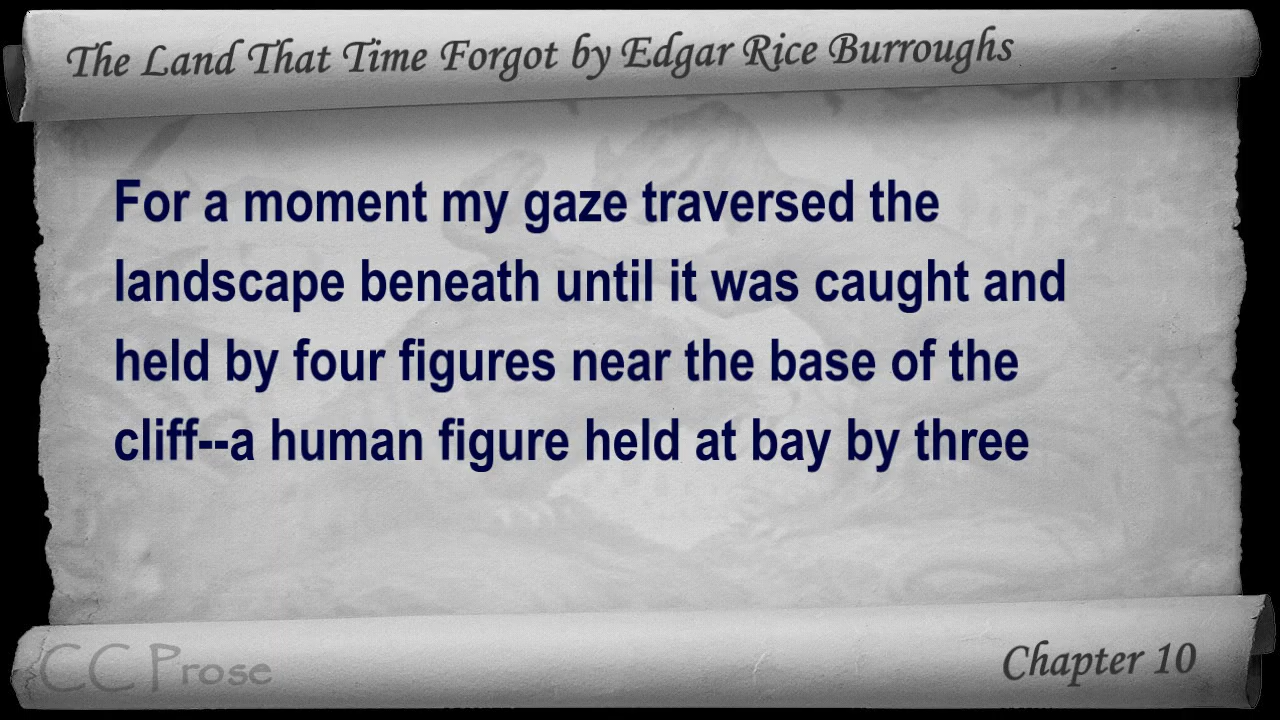 The Land That Time Forgot by Edgar Rice Burroughs
For a moment my gaze traversed the
landscape beneath until it was caught and
held by four figures near the base of the
cliff--a human figure held at bay by three
CC Prose
Chapter 10